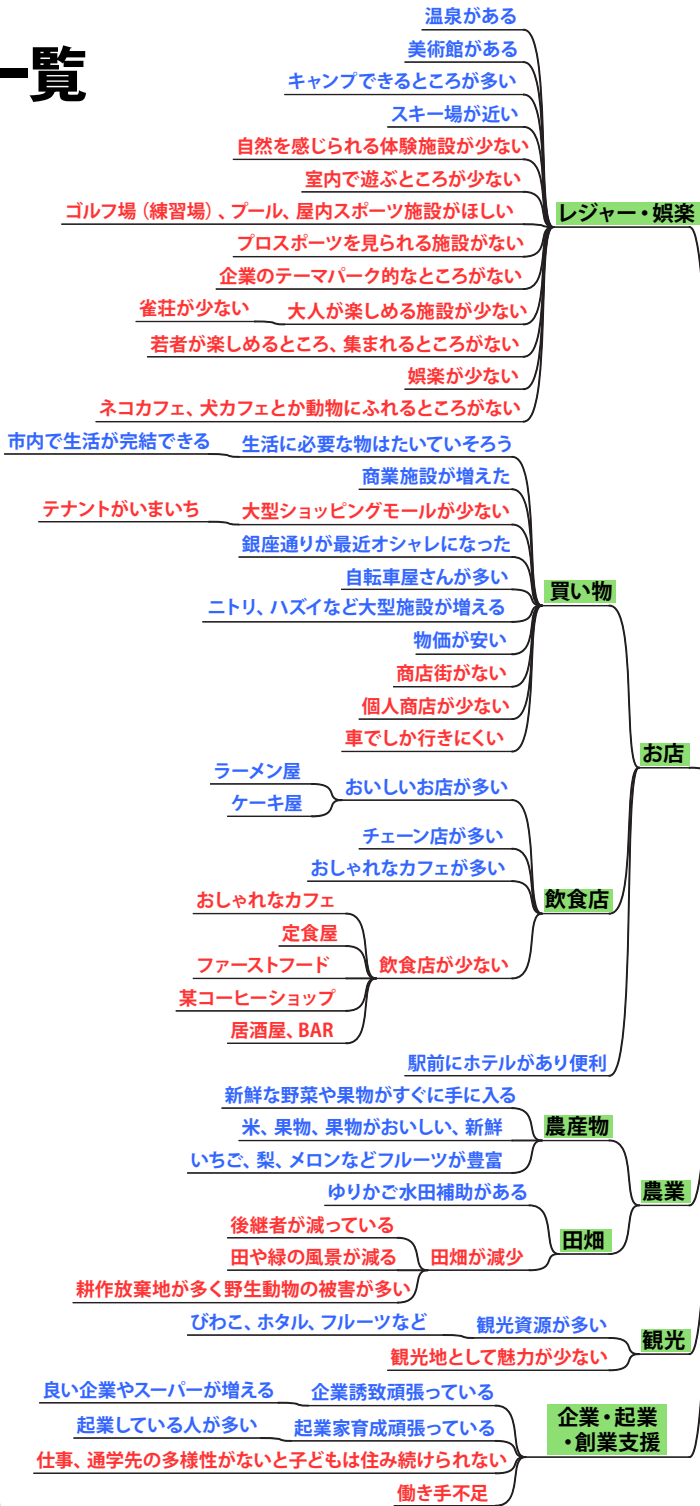 一覧
温泉がある
美術館がある
キャンプできるところが多い
スキー場が近い
自然を感じられる体験施設が少ない
室内で遊ぶところが少ない
ゴルフ場（練習場）、プール、屋内スポーツ施設がほしい
レジャー・娯楽
プロスポーツを見られる施設がない
企業のテーマパーク的なところがない
雀荘が少ない
大人が楽しめる施設が少ない
若者が楽しめるところ、集まれるところがない
娯楽が少ない
ネコカフェ、犬カフェとか動物にふれるところがない
市内で生活が完結できる
生活に必要な物はたいていそろう
商業施設が増えた
テナントがいまいち
大型ショッピングモールが少ない
銀座通りが最近オシャレになった
自転車屋さんが多い
買い物
ニトリ、ハズイなど大型施設が増える
物価が安い
商店街がない
個人商店が少ない
車でしか行きにくい
お店
ラーメン屋
ケーキ屋
おいしいお店が多い
チェーン店が多い
おしゃれなカフェが多い
飲食店
おしゃれなカフェ
定食屋
ファーストフード
飲食店が少ない
某コーヒーショップ
居酒屋、BAR
駅前にホテルがあり便利
新鮮な野菜や果物がすぐに手に入る
米、果物、果物がおいしい、新鮮
農産物
いちご、梨、メロンなどフルーツが豊富
農業
ゆりかご水田補助がある
田畑
後継者が減っている
田や緑の風景が減る
田畑が減少
耕作放棄地が多く野生動物の被害が多い
びわこ、ホタル、フルーツなど
観光資源が多い
観光
観光地として魅力が少ない
良い企業やスーパーが増える
企業誘致頑張っている
起業している人が多い
起業家育成頑張っている
企業・起業
・創業支援
仕事、通学先の多様性がないと子どもは住み続けられない
働き手不足